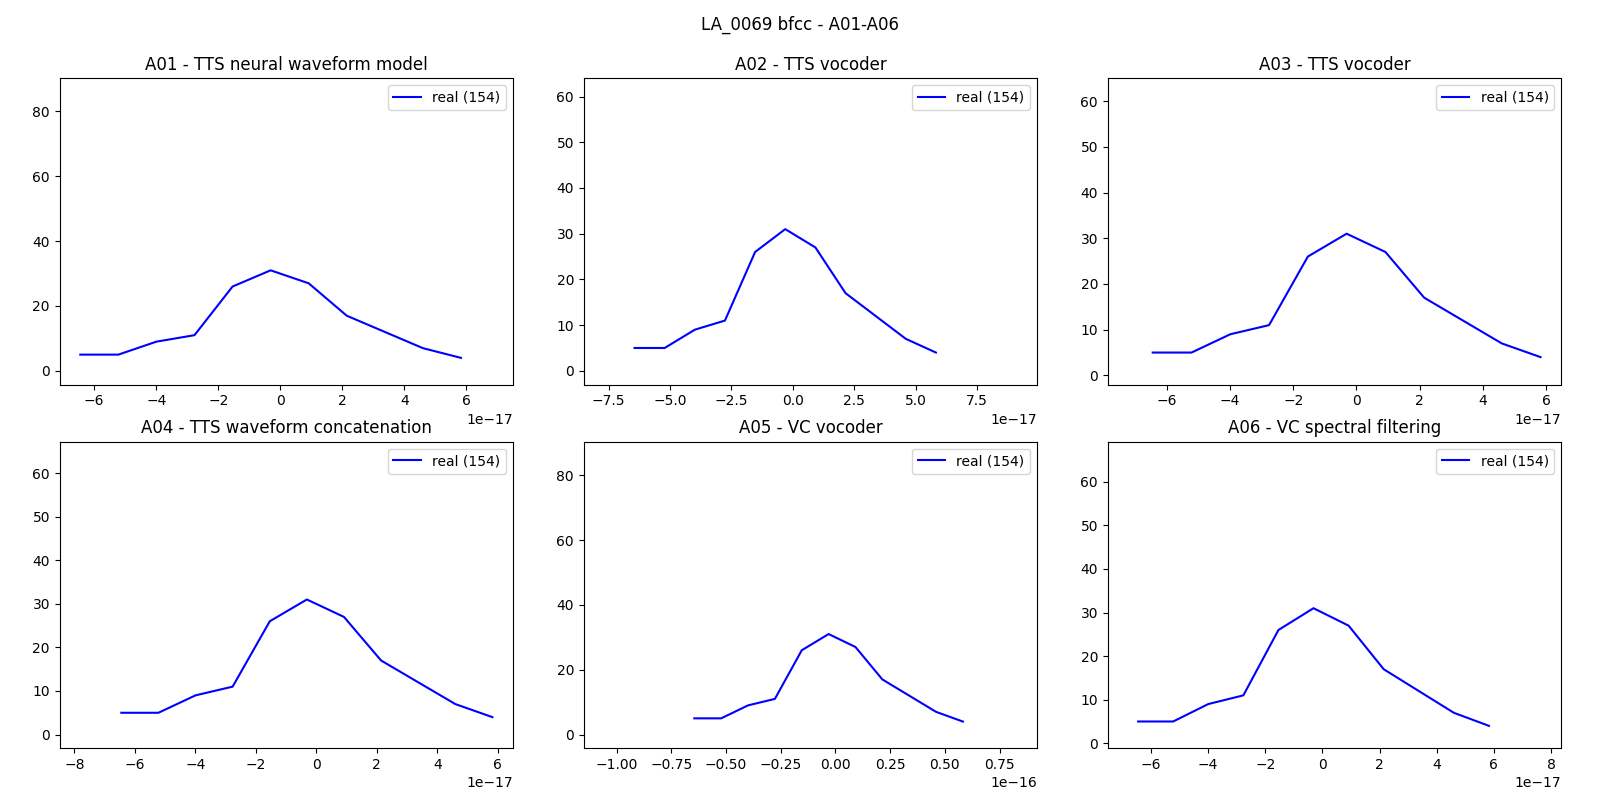 LA_0069 bfcc - A01-A06
A01 - TTS neural waveform model
real (154)
80
60
40
20
0
−6 −4 −2 0 2 4 6
1e−17
A02 - TTS vocoder
real (154)
60
50
40
30
20
10
0
−7.5 −5.0 −2.5 0.0 2.5 5.0 7.5
1e−17
A03 - TTS vocoder
real (154)
60
50
40
30
20
10
0
−6 −4 −2 0 2 4 6
1e−17
A04 - TTS waveform concatenation
real (154)
60
50
40
30
20
10
0
−8 −6 −4 −2 0 2 4 6
1e−17
A05 - VC vocoder
real (154)
80
60
40
20
0
−1.00 −0.75 −0.50 −0.25 0.00 0.25 0.50 0.75
1e−16
A06 - VC spectral filtering
real (154)
60
50
40
30
20
10
0
−6 −4 −2 0 2 4 6 8
1e−17